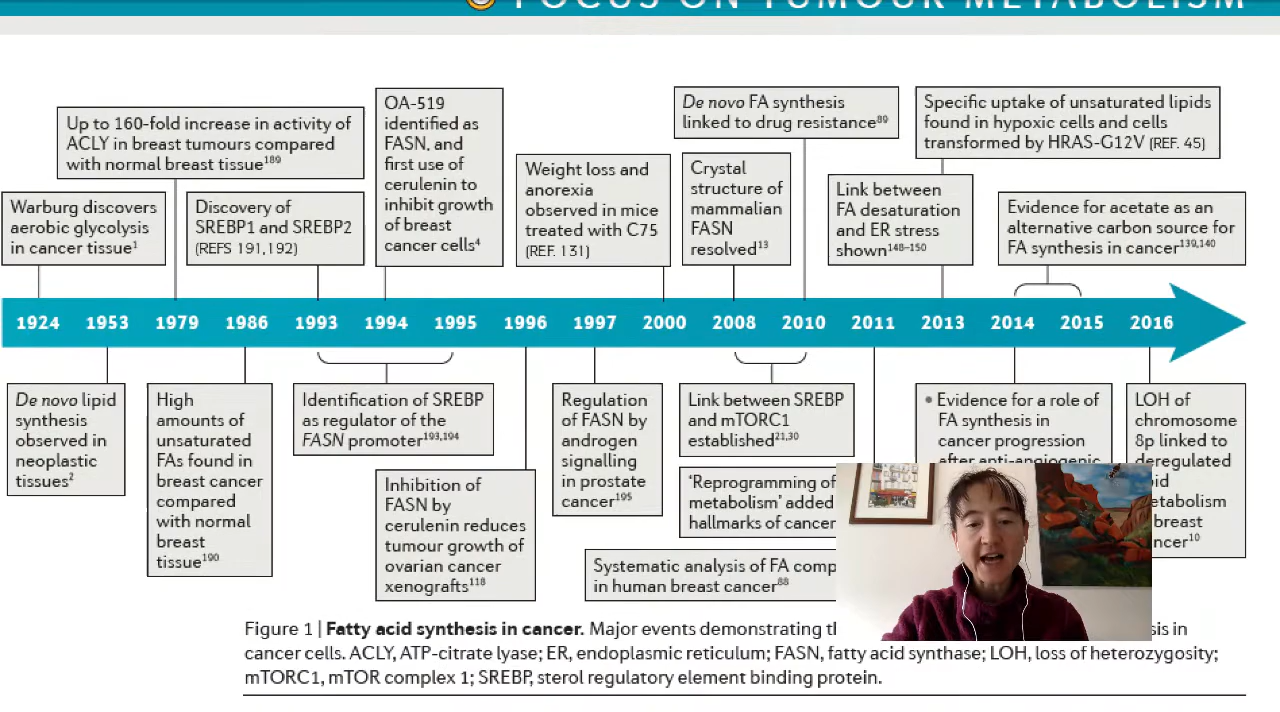 FOCUS ON TUMOUR METABOLISM
Up to 160-fold increase in activity of
ACLY in breast tumours compared
with normal breast tissue189
OA-519
identified as
FASN, and
first use of
cerulenin to
inhibit growth
of breast
cancer cells4
De novo FA synthesis
linked to drug resistance89
Specific uptake of unsaturated lipids
found in hypoxic cells and cells
transformed by HRAS-G12V (REF. 45)
Warburg discovers
aerobic glycolysis
in cancer tissue1
Discovery of
SREBP1 and SREBP2
(REFS 191,192)
Weight loss and
anorexia
observed in mice
treated with C75
(REF. 131)
Crystal
structure of
mammalian
FASN
resolved13
Link between
FA desaturation
and ER stress
shown148–150
Evidence for acetate as an
alternative carbon source for
FA synthesis in cancer139,140
1924 1953 1979 1986 1993 1994 1995 1996 1997 2000 2008 2010 2011 2013 2014 2015 2016
De novo lipid
synthesis
observed in
neoplastic
tissues2
High
amounts of
unsaturated
FAs found in
breast cancer
compared
with normal
breast
tissue190
Identification of SREBP
as regulator of the
FASN promoter193,194
Inhibition of
FASN by
cerulenin reduces
tumour growth of
ovarian cancer
xenografts118
Regulation
of FASN by
androgen
signalling
in prostate
cancer195
Link between SREBP
and mTORC1
established21,30
‘Reprogramming of
metabolism’ added
hallmarks of cancer
Systematic analysis of FA comp
in human breast cancer88
• Evidence for a role of
FA synthesis in
cancer progression
after anti-angiogenic
LOH of
chromosome
8p linked to
deregulated
pid
etabolism
breast
ncer10
Figure 1 | Fatty acid synthesis in cancer. Major events demonstrating th sis in
cancer cells. ACLY, ATP-citrate lyase; ER, endoplasmic reticulum; FASN, fatty acid synthase; LOH, loss of heterozygosity;
mTORC1, mTOR complex 1; SREBP, sterol regulatory element binding protein.